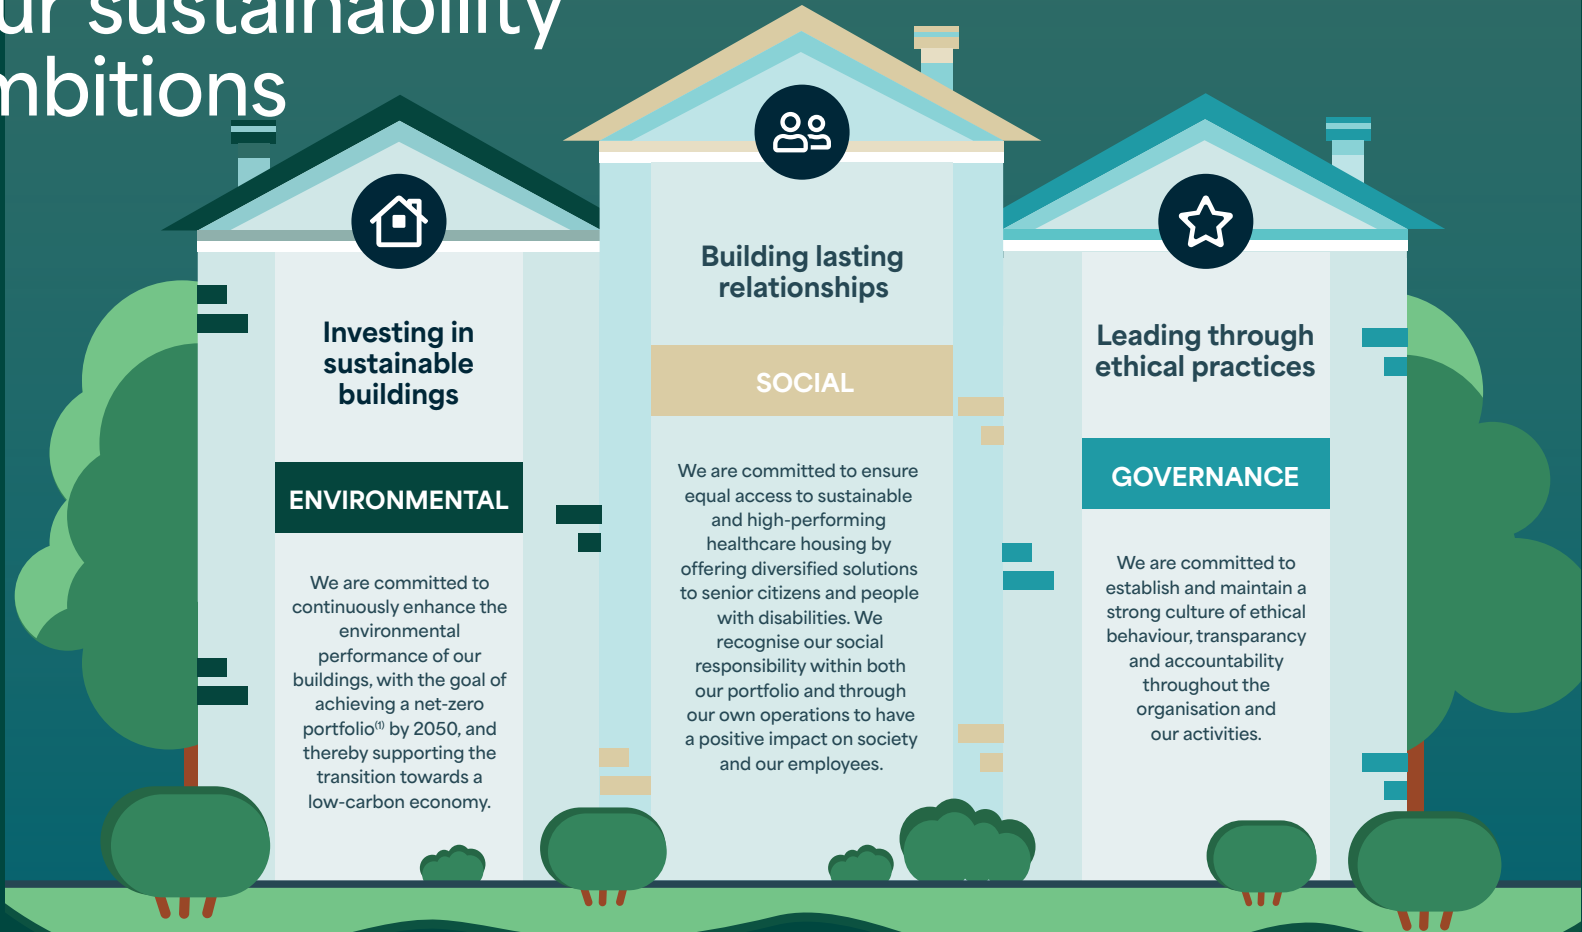 ur sustainability
mbitions
Investing in
sustainable
buildings
ENVIRONMENTAL
We are committed to
continuously enhance the
environmental
performance of our
buildings, with the goal of
achieving a net-zero
portfolio(1) by 2050, and
thereby supporting the
transition towards a
low-carbon economy.
Building lasting
relationships
SOCIAL
We are committed to ensure
equal access to sustainable
and high-performing
healthcare housing by
offering diversified solutions
to senior citizens and people
with disabilities. We
recognise our social
responsibility within both
our portfolio and through
our own operations to have
a positive impact on society
and our employees.
Leading through
ethical practices
GOVERNANCE
We are committed to
establish and maintain a
strong culture of ethical
behaviour, transparancy
and accountability
throughout the
organisation and
our activities.